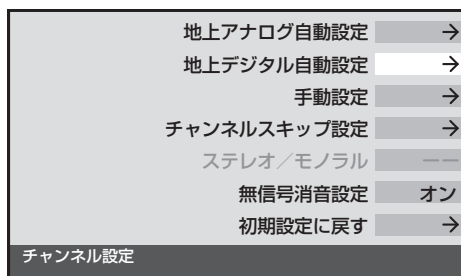 地上アナログ自動設定 →
地上デジタル自動設定 →
手動設定 →
チャンネルスキップ設定 →
ステレオ／モノラル ーー
無信号消音設定 オン
初期設定に戻す →
チャンネル設定